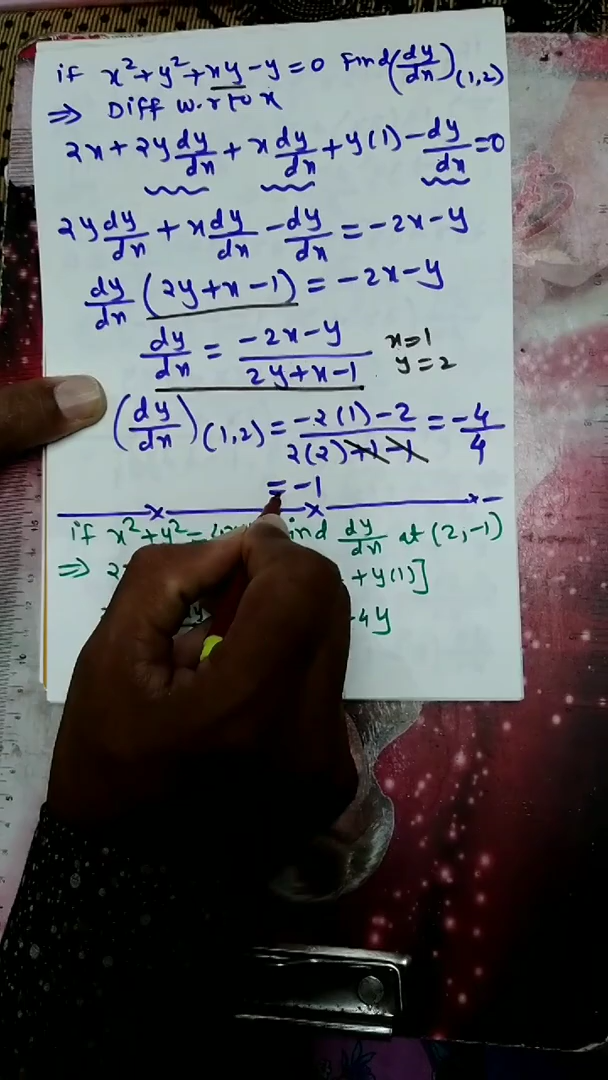 if x²+y²+xy-y=0 Find (dy/dx)(1,2)
⇒ Diff w.r to x
2x+2y dy/dx + x dy/dx + y(1) - dy/dx = 0
2y dy/dx + x dy/dx - dy/dx = -2x-y
dy/dx (2y+x-1) = -2x-y
dy/dx = (-2x-y)/(2y+x-1) x=1 y=2
(dy/dx)(1,2) = (-2(1)-2)/(2(2)+1-1) = -4/4
= -1
if x²+y²= dy/dx at (2,-1)
⇒ 2 +y(1)]
4y